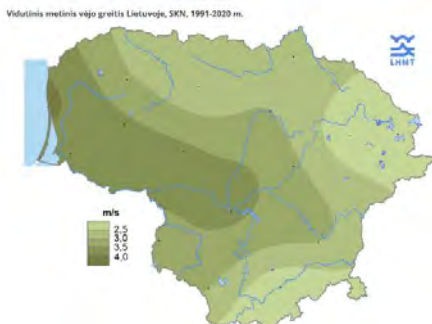 Vidutinis metinis vėjo greitis Lietuvoje, SKN, 1991-2020 m.
LHMT
m/s
2,5
3,0
3,5
4,0